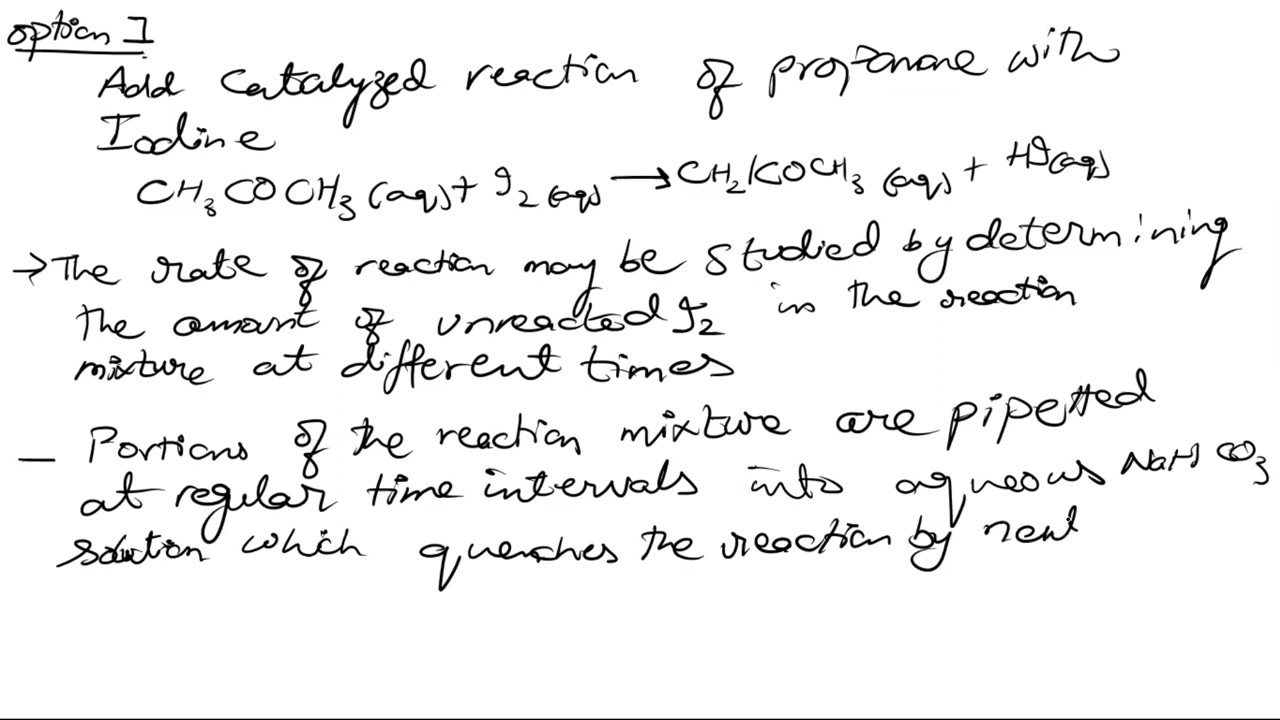 option I
Add Catalyzed reaction of propanone with
Iodine
CH₃COCH₃ (aq) + I₂ (aq) → CH₂ICOCH₃ (aq) + HI(aq)
→ The rate of reaction may be studied by determining
the amount of unreacted I₂ in the reaction
mixture at different times
— Portions of the reaction mixture are pipetted
at regular time intervals into aqueous NaHCO₃
solution which quenches the reaction by neut